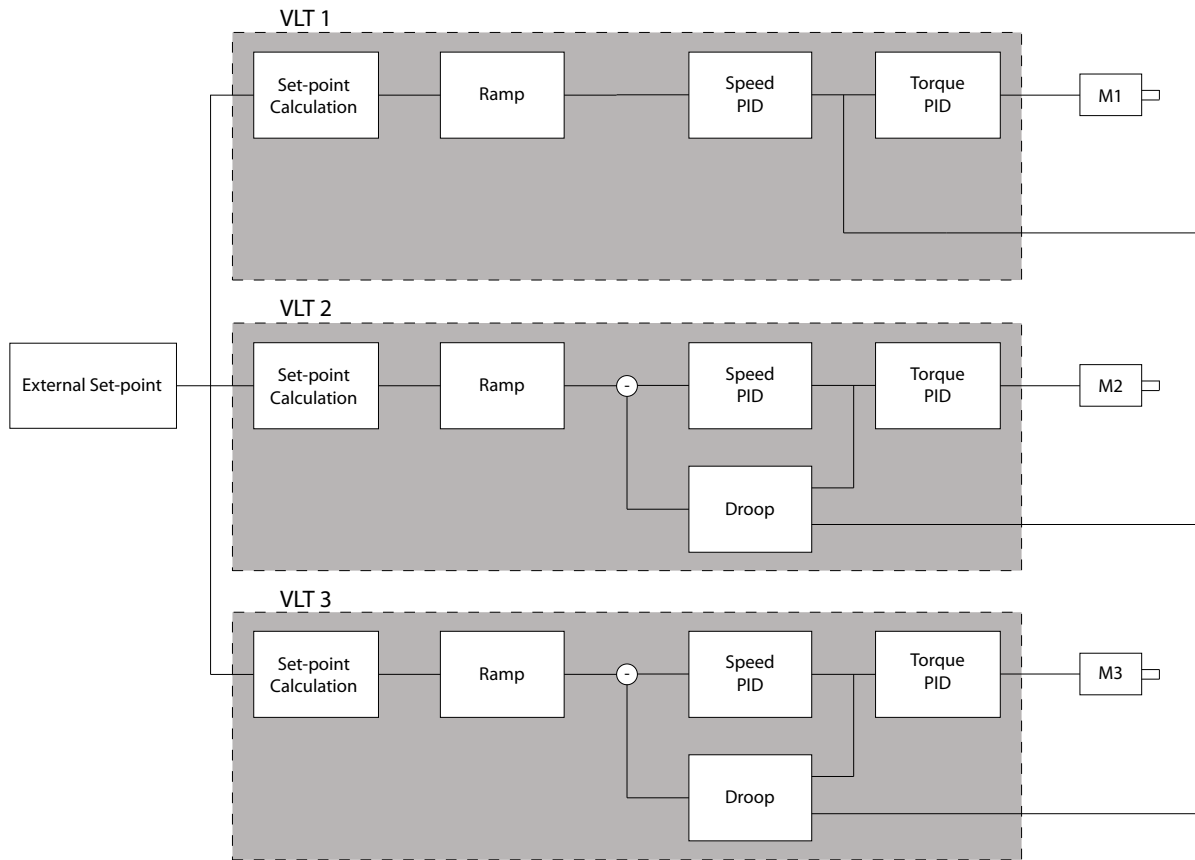 VLT 1
Set-point
Calculation
Ramp
Speed
PID
Torque
PID
M1
VLT 2
External Set-point
Set-point
Calculation
Ramp
-
Speed
PID
Torque
PID
M2
Droop
VLT 3
Set-point
Calculation
Ramp
-
Speed
PID
Torque
PID
M3
Droop